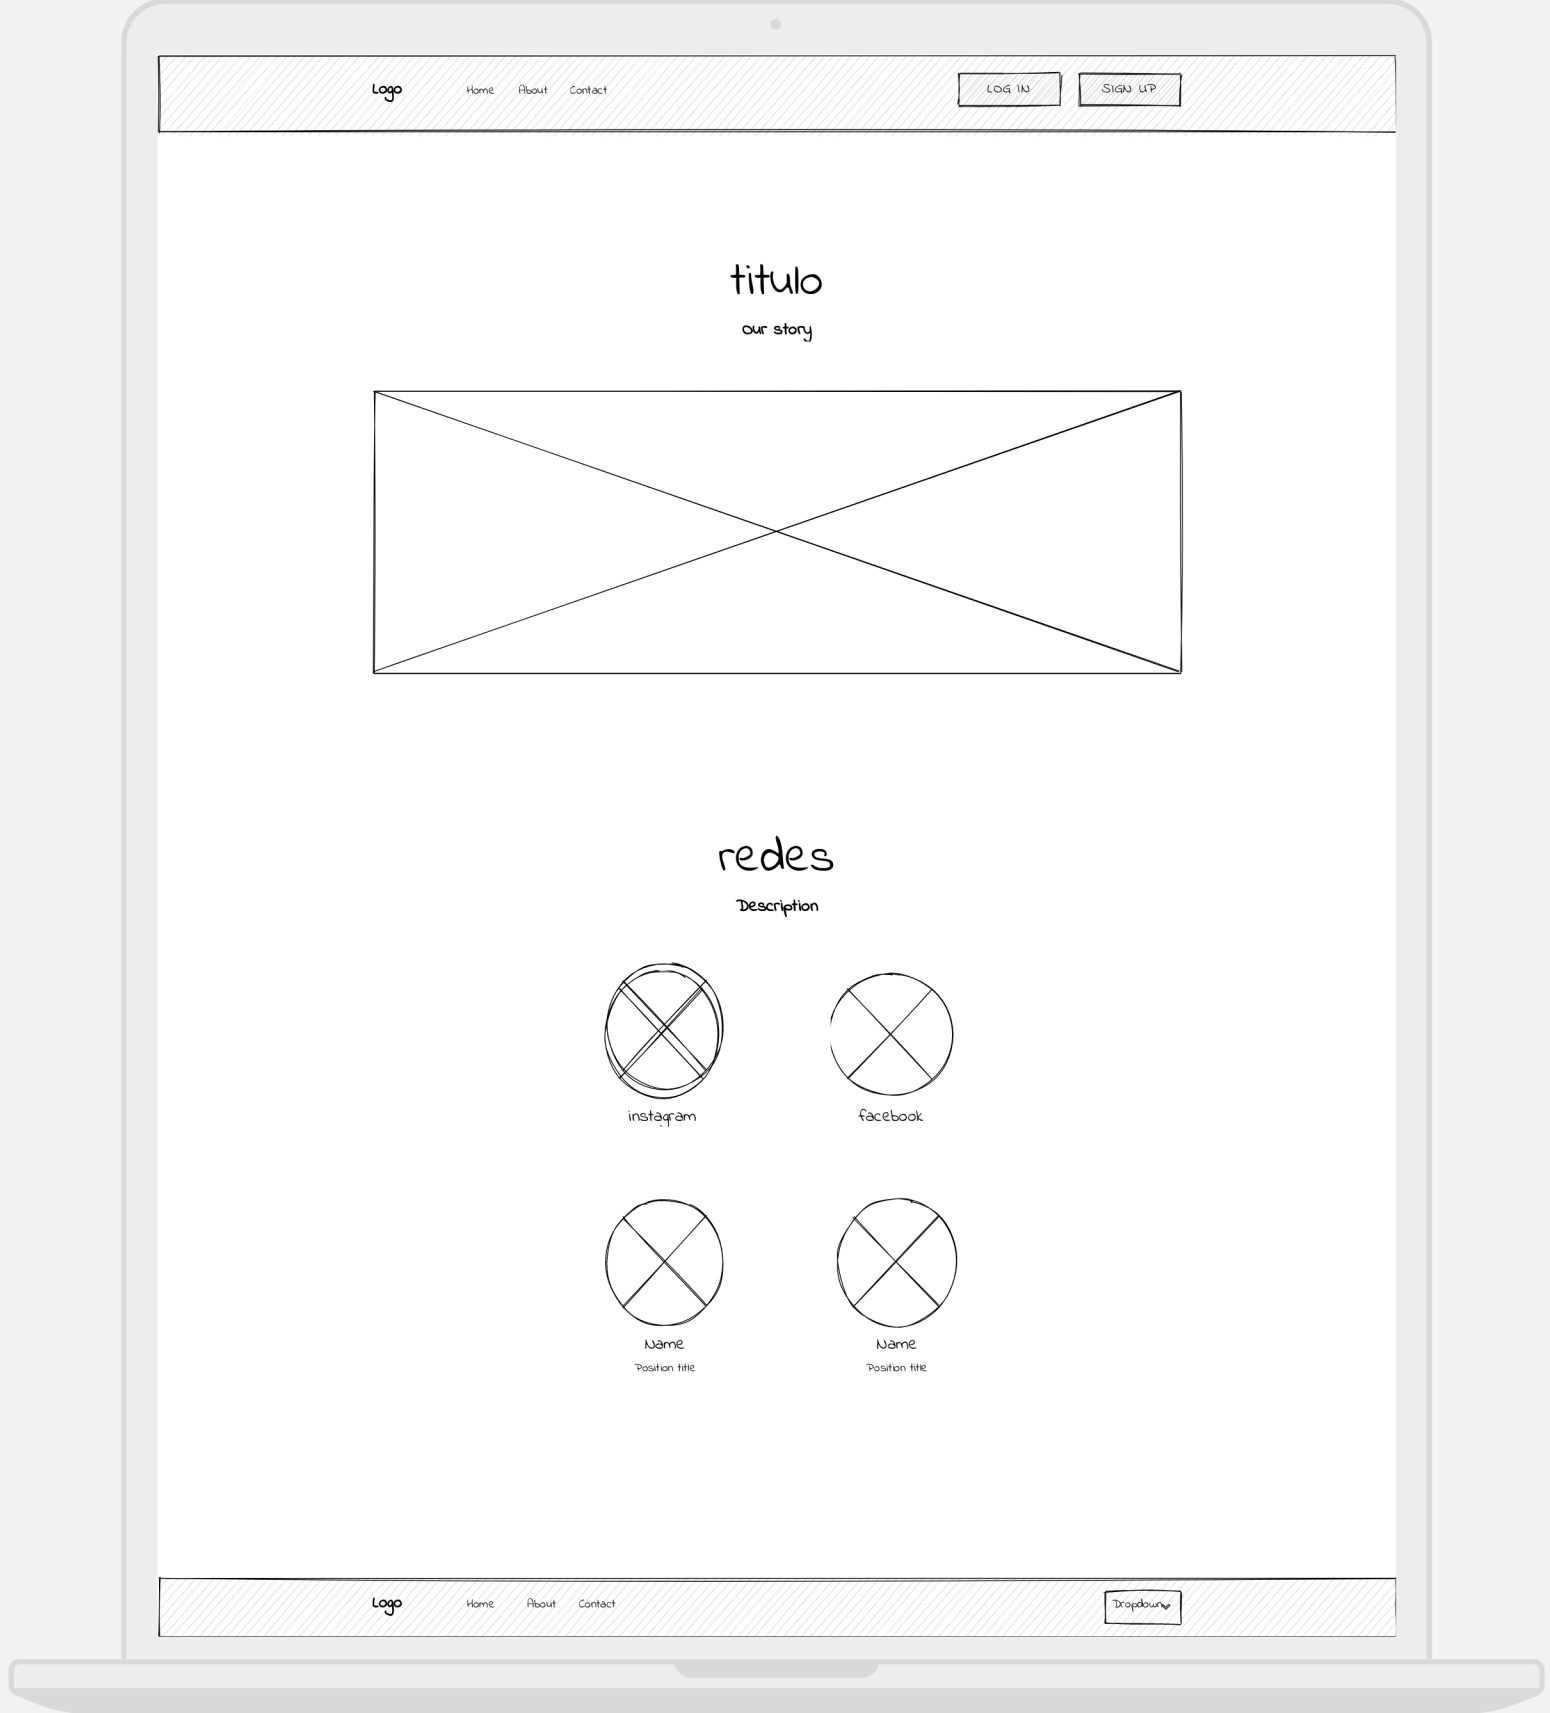 Logo Home About Contact LOG IN SIGN UP
titulo
Our story
redes
Description
instagram facebook
Name Name
Position title Position title
Logo Home About Contact Dropdown